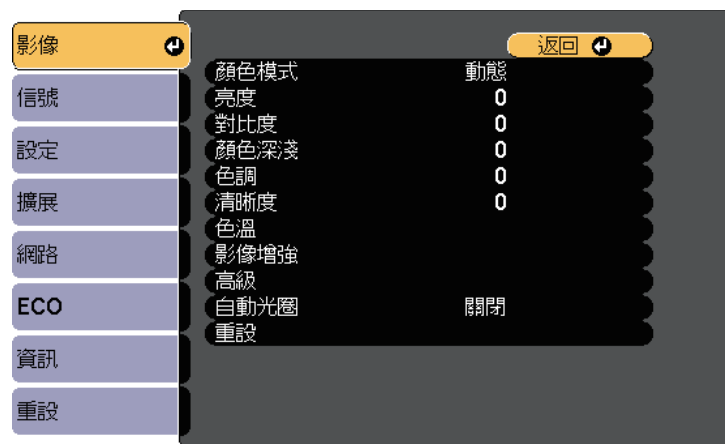 影像
信號
設定
擴展
網路
ECO
資訊
重設
返回
顏色模式 動態
亮度 0
對比度 0
顏色深淺 0
色調 0
清晰度 0
色溫
影像增強
高級
自動光圈 關閉
重設